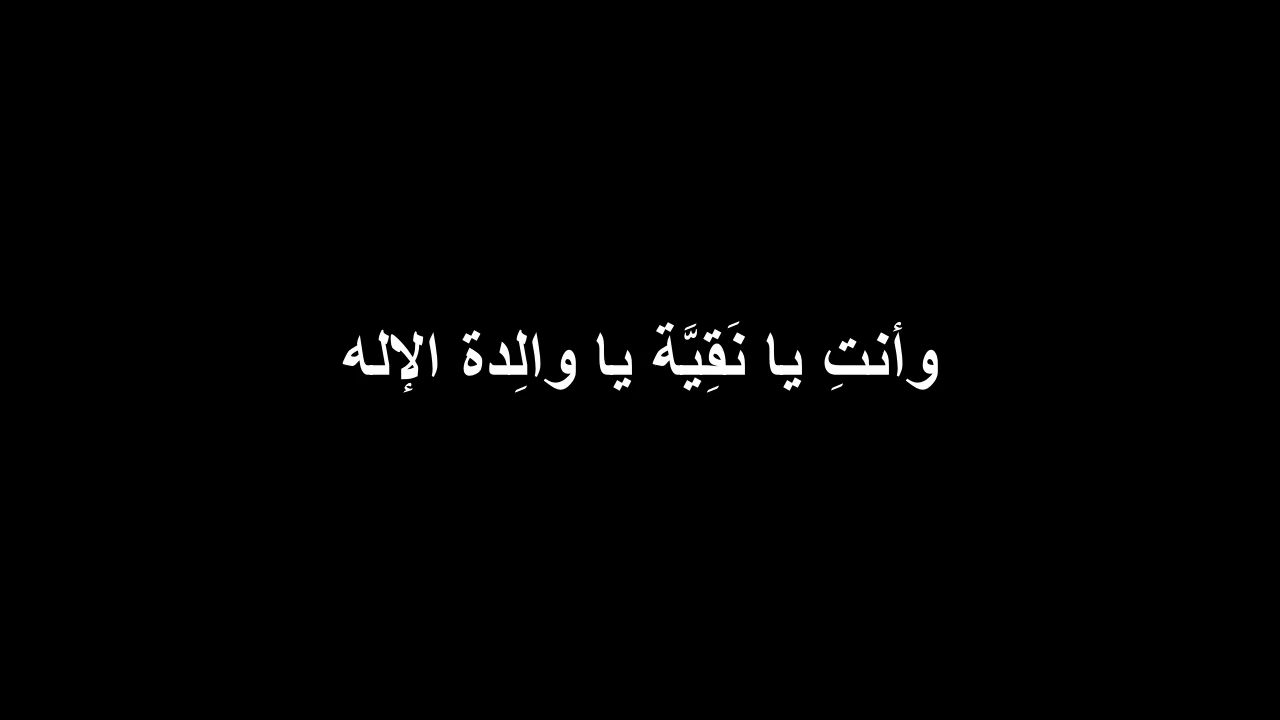 وأنتِ يا نَقِيَّة يا والِدة الإله